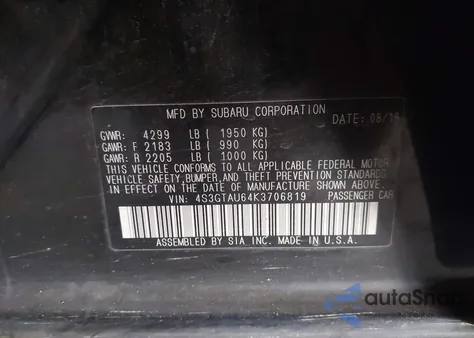 MFD BY SUBARU CORPORATION
DATE: 08/18
GVWR: 4299 LB ( 1950 KG)
GAWR: F 2183 LB ( 990 KG)
GAWR: R 2205 LB ( 1000 KG)
THIS VEHICLE CONFORMS TO ALL APPLICABLE FEDERAL MOTOR
VEHICLE SAFETY,BUMPER,AND THEFT PREVENTION STANDARDS
IN EFFECT ON THE DATE OF MANUFACTURE SHOWN ABOVE.
VIN: 4S3GTAU64K3706819 PASSENGER CAR
ASSEMBLED BY SIA INC. MADE IN U.S.A.